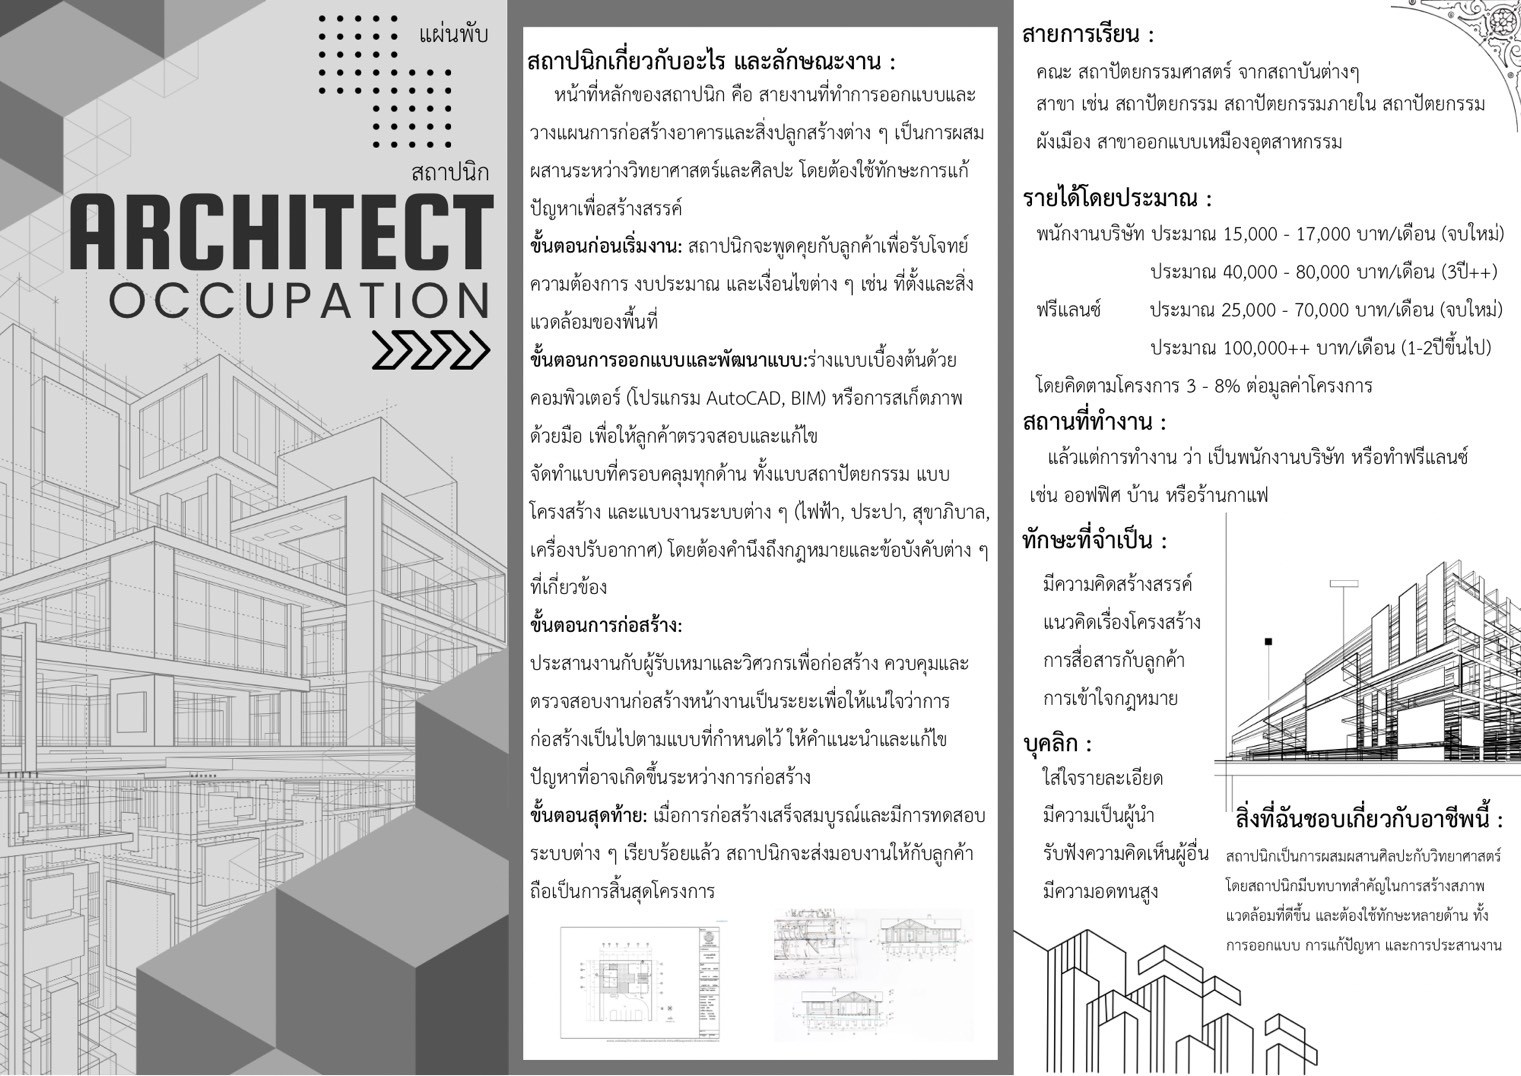 แผ่นพับ
สถาปนิก
ARCHITECT
OCCUPATION
สถาปนิกเกี่ยวกับอะไร และลักษณะงาน :
หน้าที่หลักของสถาปนิก คือ สายงานที่ทำการออกแบบและ
วางแผนการก่อสร้างอาคารและสิ่งปลูกสร้างต่าง ๆ เป็นการผสม
ผสานระหว่างวิทยาศาสตร์และศิลปะ โดยต้องใช้ทักษะการแก้
ปัญหาเพื่อสร้างสรรค์
ขั้นตอนก่อนเริ่มงาน: สถาปนิกจะพูดคุยกับลูกค้าเพื่อรับโจทย์
ความต้องการ งบประมาณ และเงื่อนไขต่าง ๆ เช่น ที่ตั้งและสิ่ง
แวดล้อมของพื้นที่
ขั้นตอนการออกแบบและพัฒนาแบบ:ร่างแบบเบื้องต้นด้วย
คอมพิวเตอร์ (โปรแกรม AutoCAD, BIM) หรือการสเก็ตภาพ
ด้วยมือ เพื่อให้ลูกค้าตรวจสอบและแก้ไข
จัดทำแบบที่ครอบคลุมทุกด้าน ทั้งแบบสถาปัตยกรรม แบบ
โครงสร้าง และแบบงานระบบต่าง ๆ (ไฟฟ้า, ประปา, สุขาภิบาล,
เครื่องปรับอากาศ) โดยต้องคำนึงถึงกฎหมายและข้อบังคับต่าง ๆ
ที่เกี่ยวข้อง
ขั้นตอนการก่อสร้าง:
ประสานงานกับผู้รับเหมาและวิศวกรเพื่อก่อสร้าง ควบคุมและ
ตรวจสอบงานก่อสร้างหน้างานเป็นระยะเพื่อให้แน่ใจว่าการ
ก่อสร้างเป็นไปตามแบบที่กำหนดไว้ ให้คำแนะนำและแก้ไข
ปัญหาที่อาจเกิดขึ้นระหว่างการก่อสร้าง
ขั้นตอนสุดท้าย: เมื่อการก่อสร้างเสร็จสมบูรณ์และมีการทดสอบ
ระบบต่าง ๆ เรียบร้อยแล้ว สถาปนิกจะส่งมอบงานให้กับลูกค้า
ถือเป็นการสิ้นสุดโครงการ
สายการเรียน :
คณะ สถาปัตยกรรมศาสตร์ จากสถาบันต่างๆ
สาขา เช่น สถาปัตยกรรม สถาปัตยกรรมภายใน สถาปัตยกรรม
ผังเมือง สาขาออกแบบเหมืองอุตสาหกรรม
รายได้โดยประมาณ :
พนักงานบริษัท ประมาณ 15,000 - 17,000 บาท/เดือน (จบใหม่)
ประมาณ 40,000 - 80,000 บาท/เดือน (3ปี++)
ฟรีแลนซ์ ประมาณ 25,000 - 70,000 บาท/เดือน (จบใหม่)
ประมาณ 100,000++ บาท/เดือน (1-2ปีขึ้นไป)
โดยคิดตามโครงการ 3 - 8% ต่อมูลค่าโครงการ
สถานที่ทำงาน :
แล้วแต่การทำงาน ว่า เป็นพนักงานบริษัท หรือทำฟรีแลนซ์
เช่น ออฟฟิศ บ้าน หรือร้านกาแฟ
ทักษะที่จำเป็น :
มีความคิดสร้างสรรค์
แนวคิดเรื่องโครงสร้าง
การสื่อสารกับลูกค้า
การเข้าใจกฎหมาย
บุคลิก :
ใส่ใจรายละเอียด
มีความเป็นผู้นำ
รับฟังความคิดเห็นผู้อื่น
มีความอดทนสูง
สิ่งที่ฉันชอบเกี่ยวกับอาชีพนี้ :
สถาปนิกเป็นการผสมผสานศิลปะกับวิทยาศาสตร์
โดยสถาปนิกมีบทบาทสำคัญในการสร้างสภาพ
แวดล้อมที่ดีขึ้น และต้องใช้ทักษะหลายด้าน ทั้ง
การออกแบบ การแก้ปัญหา และการประสานงาน